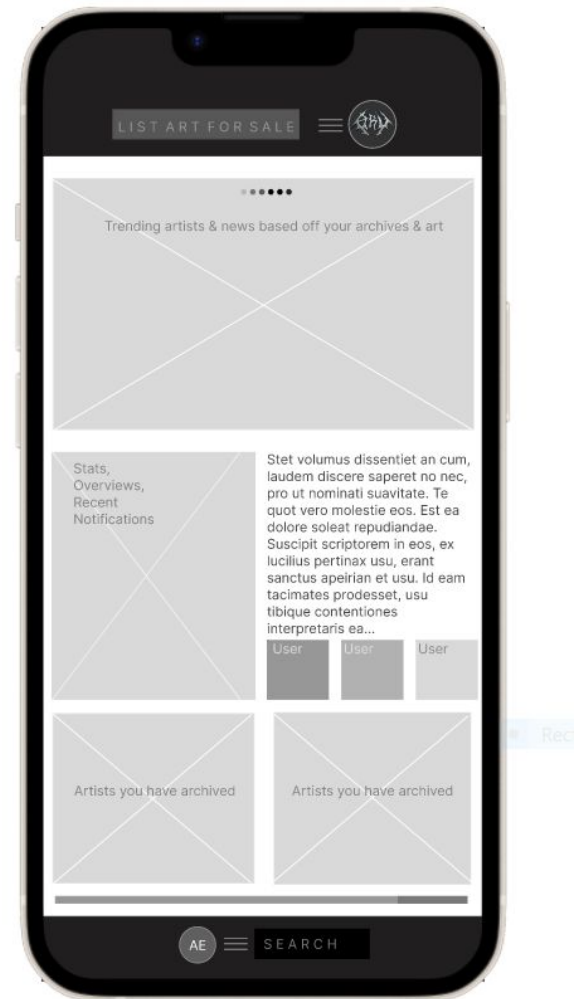 LIST ART FOR SALE
Trending artists & news based off your archives & art
Stats,
Overviews,
Recent
Notifications
Stet volumus dissentiet an cum,
laudem discere saperet no nec,
pro ut nominati suavitate. Te
quot vero molestie eos. Est ea
dolore soleat repudiandae.
Suscipit scriptorem in eos, ex
lucilius pertinax usu, erant
sanctus apeirian et usu. Id eam
tacimates prodesset, usu
tibique contentiones
interpretaris ea...
User User User
Artists you have archived
Artists you have archived
AE
SEARCH